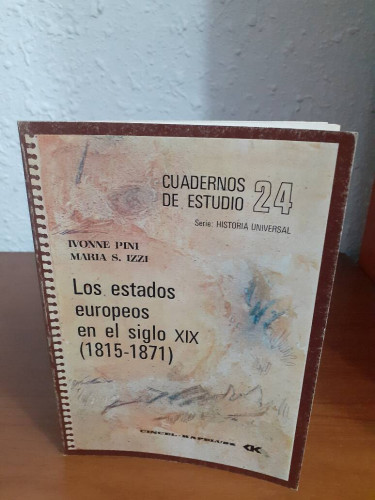 CUADERNOS
DE ESTUDIO 24
Serie: HISTORIA UNIVERSAL
IVONNE PINI
MARIA S. IZZI
Los estados
europeos
en el siglo XIX
(1815-1871)
CINCEL-KAPELUSZ CK